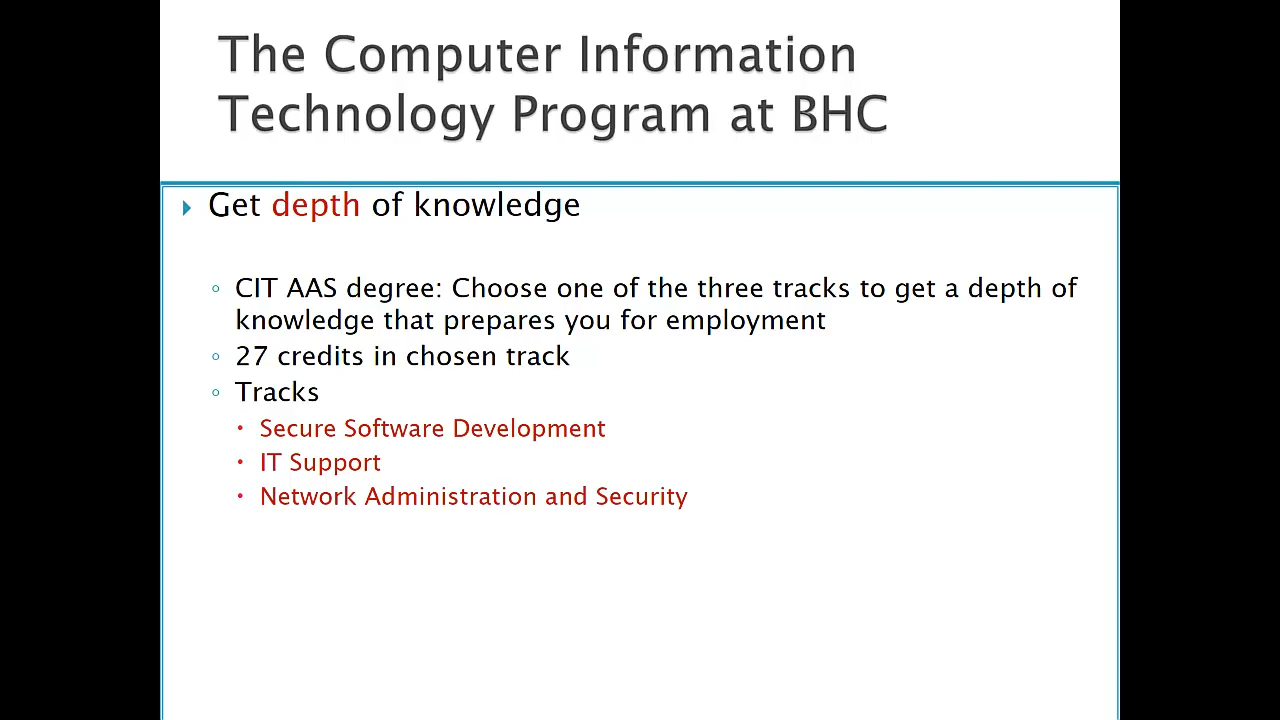 The Computer Information
Technology Program at BHC
Get depth of knowledge
CIT AAS degree: Choose one of the three tracks to get a depth of
knowledge that prepares you for employment
27 credits in chosen track
Tracks
Secure Software Development
IT Support
Network Administration and Security